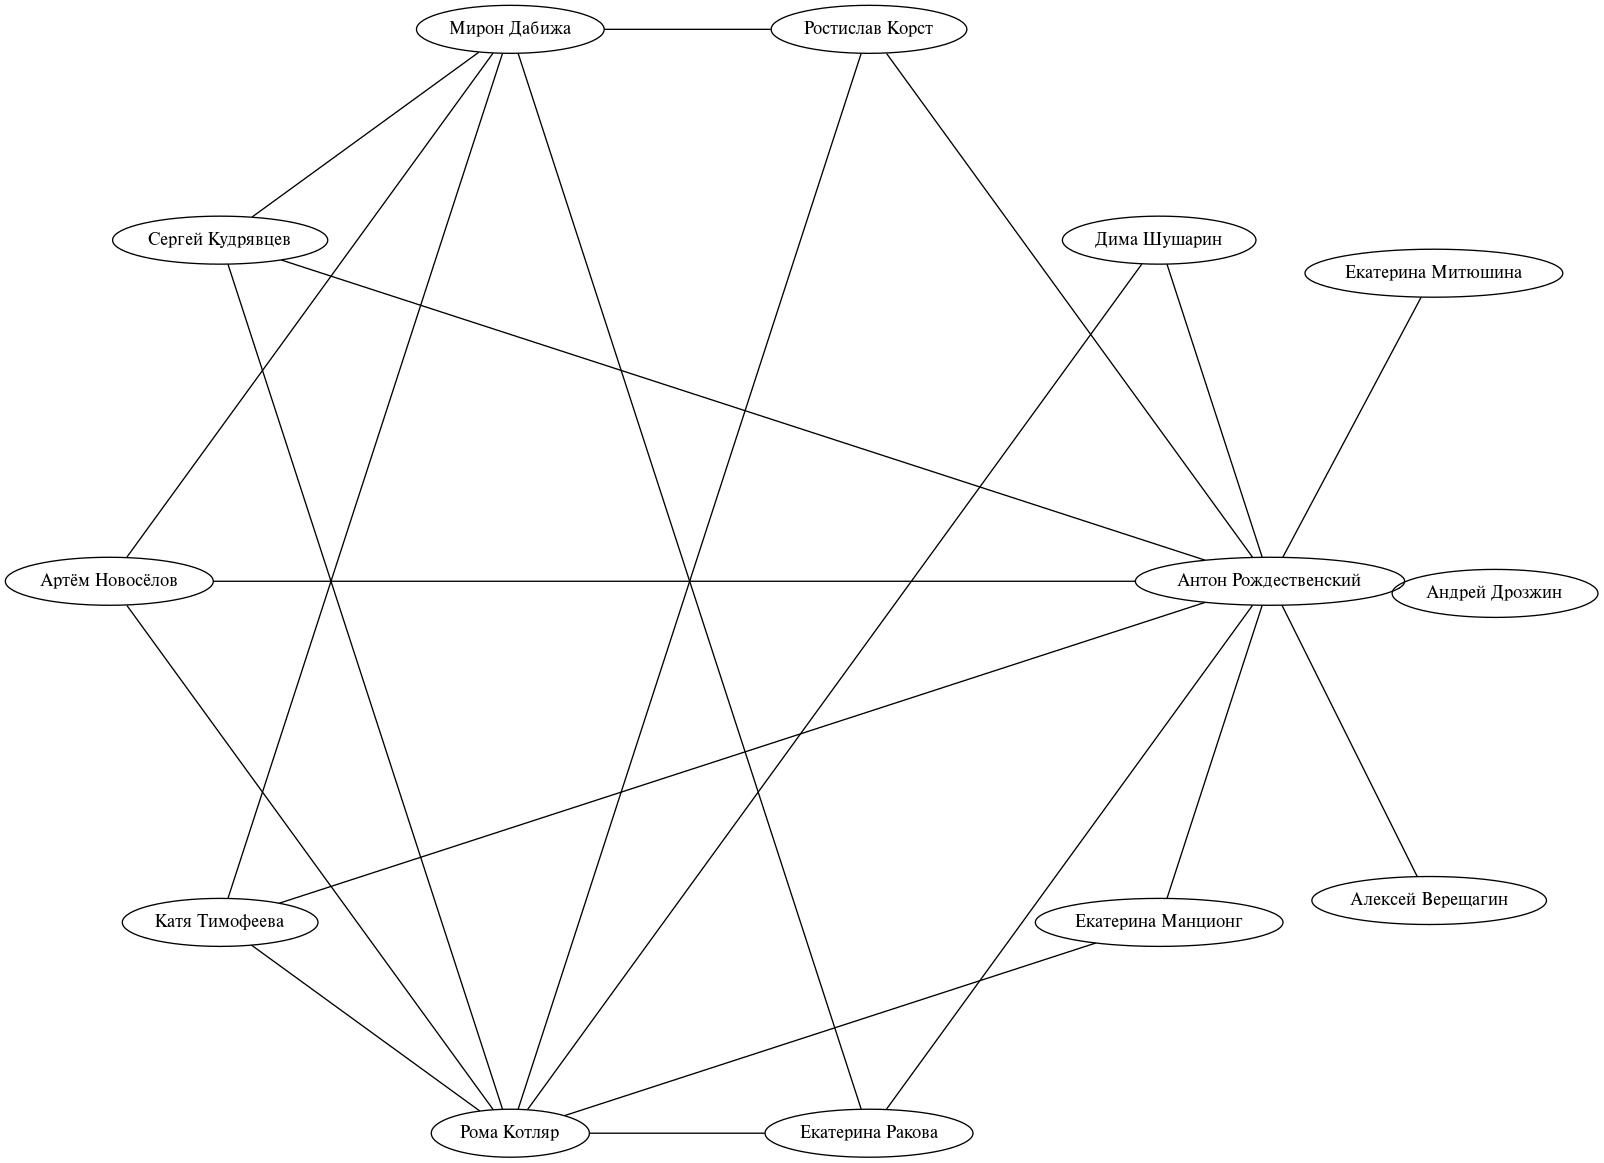 Мирон Дабижа
Ростислав Корст
Сергей Кудрявцев
Дима Шушарин
Екатерина Митюшина
Артём Новосёлов
Антон Рождественский
Андрей Дрозжин
Катя Тимофеева
Екатерина Манционг
Алексей Верещагин
Рома Котляр
Екатерина Ракова